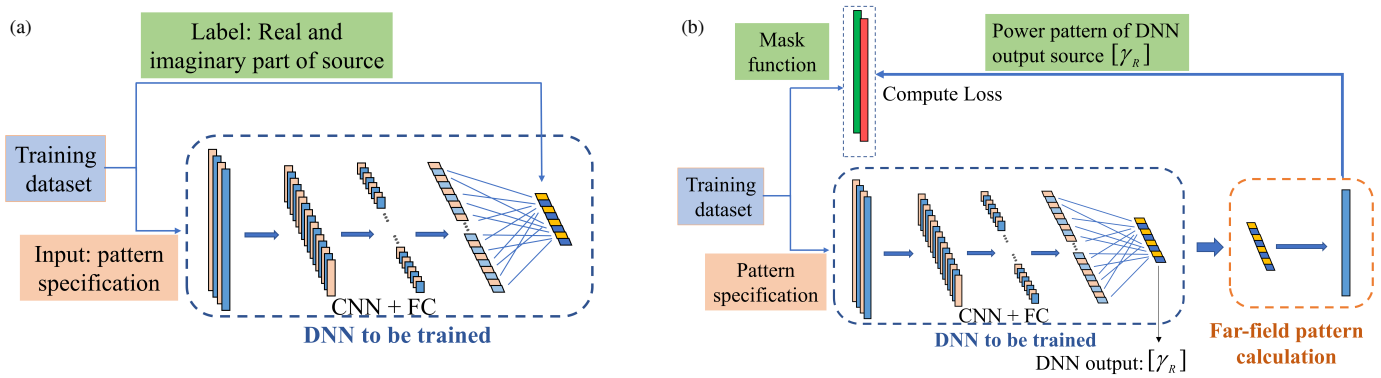 (a)
Label: Real and
imaginary part of source
Training
dataset
Input: pattern
specification
CNN + FC
DNN to be trained
(b)
Mask
function
Power pattern of DNN
output source [γ_R]
Compute Loss
Training
dataset
Pattern
specification
CNN + FC
DNN to be trained
DNN output: [γ_R]
Far-field pattern
calculation